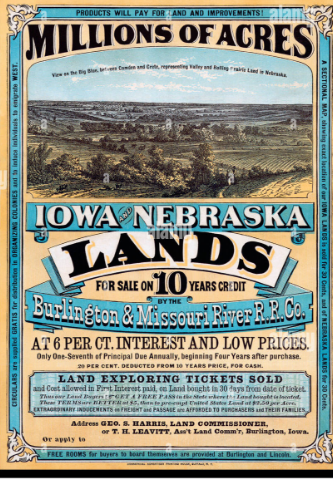 PRODUCTS WILL PAY FOR LAND AND IMPROVEMENTS!
MILLIONS OF ACRES
View on the Big Blue, between Camden and Crete, representing Valley and Rolling Prairie Land in Nebraska.
IOWA AND NEBRASKA
LANDS
FOR SALE ON 10 YEARS CREDIT
BY THE
Burlington & Missouri River R.R. Co.
AT 6 PER CT. INTEREST AND LOW PRICES.
Only One-Seventh of Principal Due Annually, beginning Four Years after purchase.
20 PER CENT. DEDUCTED FROM 10 YEARS PRICE, FOR CASH.
LAND EXPLORING TICKETS SOLD
and Cost allowed in First Interest paid, on Land bought in 30 days from date of ticket.
Thus our Land Buyers GET A FREE PASS in the State where the Land bought is located.
These TERMS ARE BETTER at $5, than to pre-empt United States Land at $2.50 per Acre.
EXTRAORDINARY INDUCEMENTS on FREIGHT and PASSAGE are AFFORDED TO PURCHASERS and THEIR FAMILIES.
Address GEO. S. HARRIS, LAND COMMISSIONER,
or T. H. LEAVITT, Ass't Land Comm'r, Burlington, Iowa.
Or apply to
FREE ROOMS for buyers to board themselves are provided at Burlington and Lincoln.
CIRCULARS are supplied GRATIS for distribution in ORGANIZING COLONIES and to induce individuals to emigrate WEST.
A SECTIONAL MAP, showing exact location of our IOWA LANDS is sold for 30 Cents, and of NEBRASKA LANDS for 30 Cents.
alamy